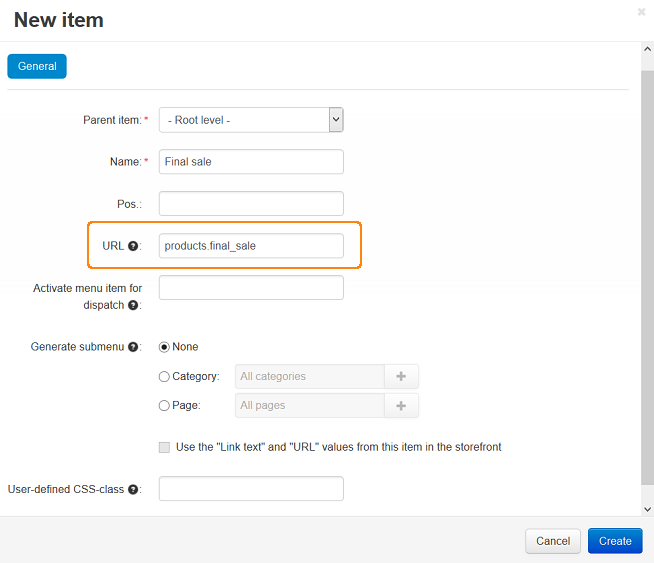 New item
×
General
Parent item: *
- Root level -
Name: *
Final sale
Pos.:
URL ?:
products.final_sale
Activate menu item for
dispatch ?:
Generate submenu ?:
None
Category:
All categories
+
Page:
All pages
+
Use the "Link text" and "URL" values from this item in the storefront
User-defined CSS-class ?:
Cancel
Create